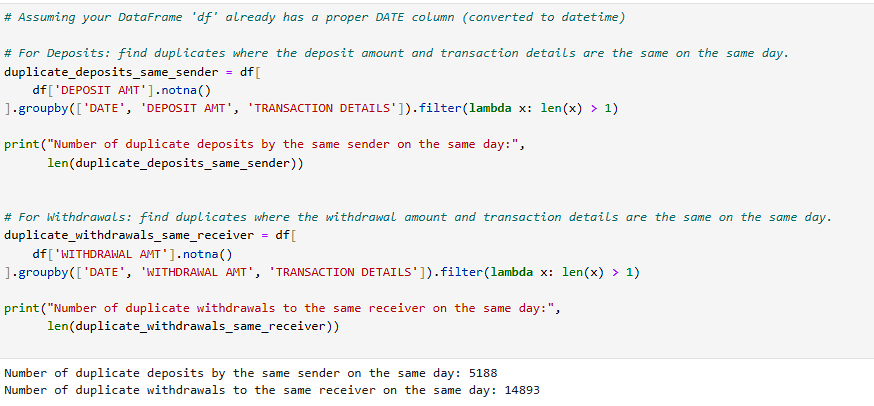 # Assuming your DataFrame 'df' already has a proper DATE column (converted to datetime)
# For Deposits: find duplicates where the deposit amount and transaction details are the same on the same day.
duplicate_deposits_same_sender = df[
    df['DEPOSIT AMT'].notna()
].groupby(['DATE', 'DEPOSIT AMT', 'TRANSACTION DETAILS']).filter(lambda x: len(x) > 1)
print("Number of duplicate deposits by the same sender on the same day:",
      len(duplicate_deposits_same_sender))
# For Withdrawals: find duplicates where the withdrawal amount and transaction details are the same on the same day.
duplicate_withdrawals_same_receiver = df[
    df['WITHDRAWAL AMT'].notna()
].groupby(['DATE', 'WITHDRAWAL AMT', 'TRANSACTION DETAILS']).filter(lambda x: len(x) > 1)
print("Number of duplicate withdrawals to the same receiver on the same day:",
      len(duplicate_withdrawals_same_receiver))
Number of duplicate deposits by the same sender on the same day: 5188
Number of duplicate withdrawals to the same receiver on the same day: 14893